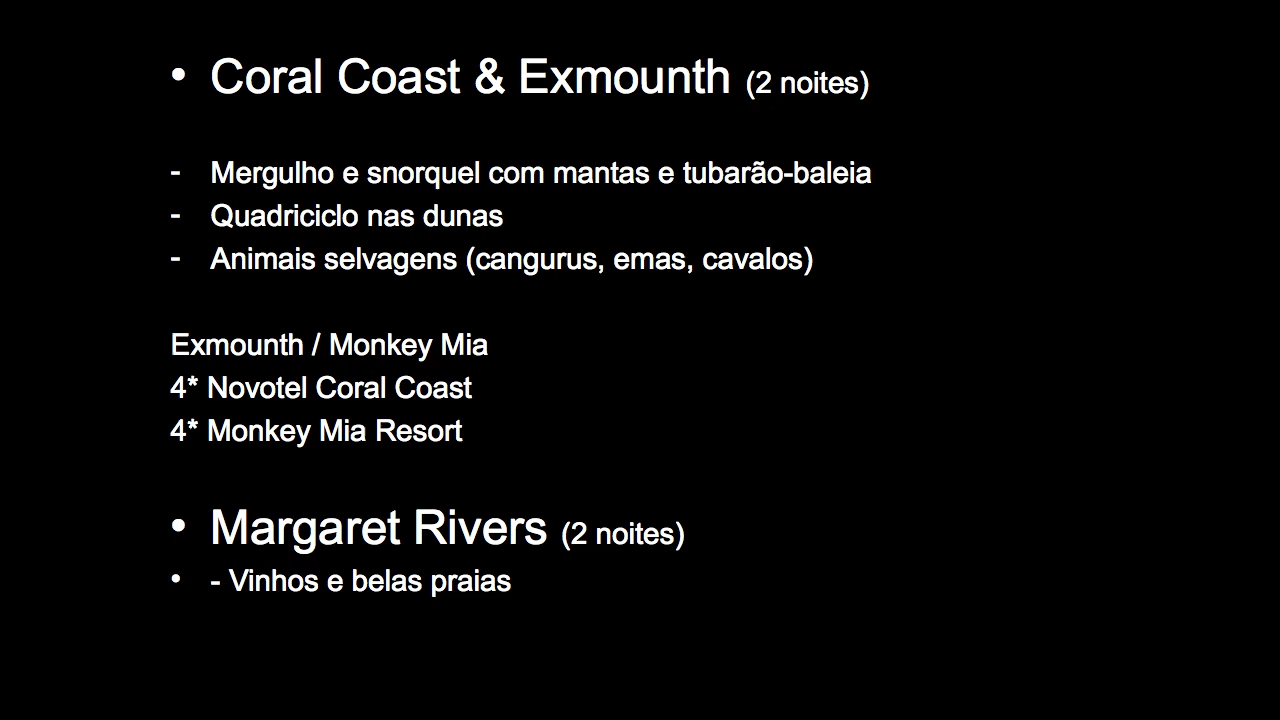 • Coral Coast & Exmounth (2 noites)
- Mergulho e snorquel com mantas e tubarão-baleia
- Quadriciclo nas dunas
- Animais selvagens (cangurus, emas, cavalos)
Exmounth / Monkey Mia
4* Novotel Coral Coast
4* Monkey Mia Resort
• Margaret Rivers (2 noites)
• - Vinhos e belas praias